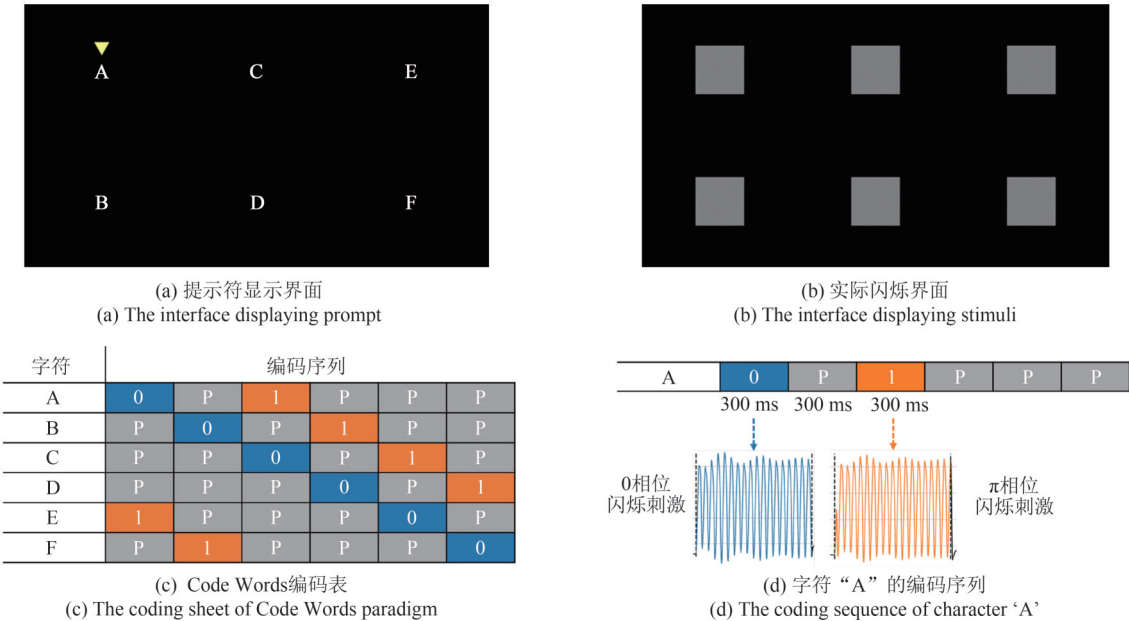 A C E
B D F
(a) 提示符显示界面
(a) The interface displaying prompt
(b) 实际闪烁界面
(b) The interface displaying stimuli
字符 编码序列
A 0 P 1 P P P
B P 0 P 1 P P
C P P 0 P 1 P
D P P P 0 P 1
E 1 P P P 0 P
F P 1 P P P 0
(c) Code Words编码表
(c) The coding sheet of Code Words paradigm
A 0 P 1 P P P
300 ms 300 ms 300 ms
0相位
闪烁刺激
π相位
闪烁刺激
(d) 字符“A”的编码序列
(d) The coding sequence of character ‘A’